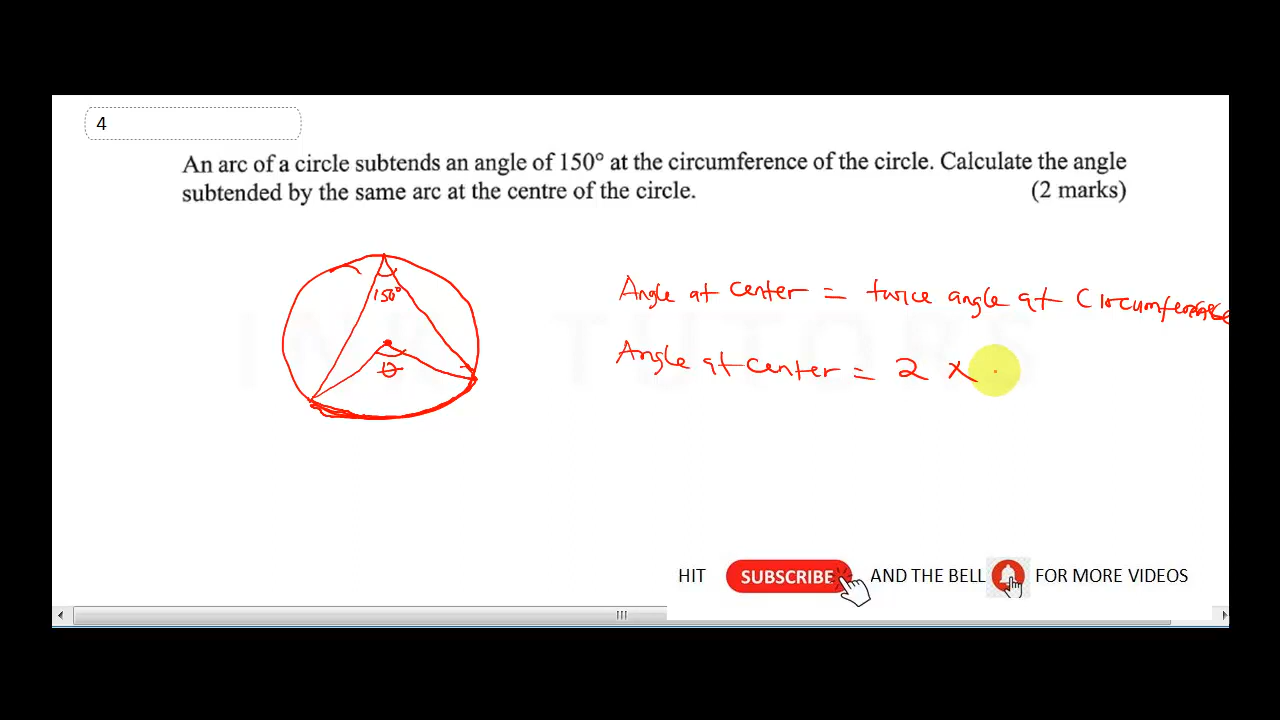 4
An arc of a circle subtends an angle of 150° at the circumference of the circle. Calculate the angle
subtended by the same arc at the centre of the circle. (2 marks)
150°
θ
Angle at center = twice angle at Circumference
Angle at center = 2 ×
HIT SUBSCRIBE AND THE BELL FOR MORE VIDEOS